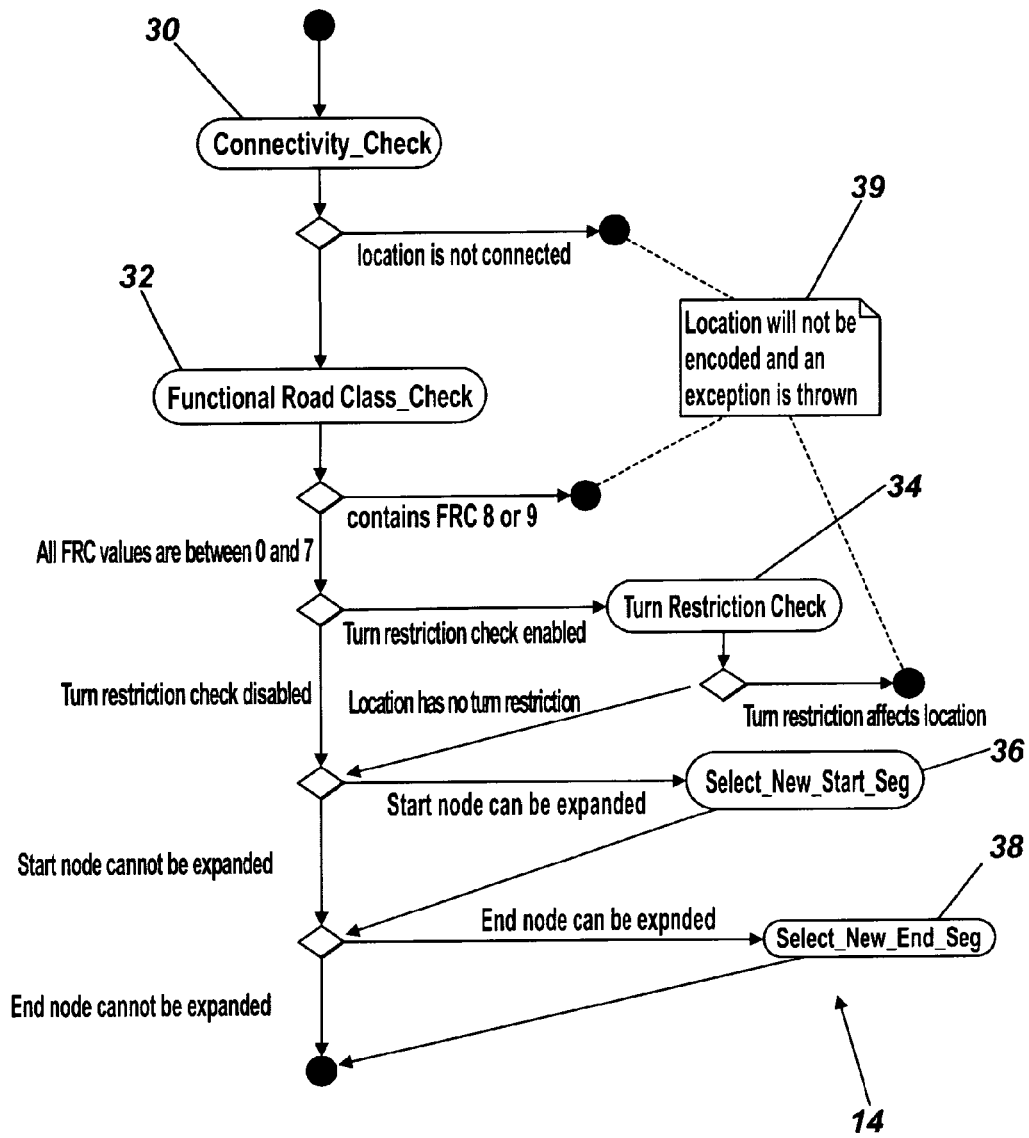 30
Connectivity_Check
39
location is not connected
32
Location will not be
encoded and an
exception is thrown
Functional Road Class_Check
34
contains FRC 8 or 9
All FRC values are between 0 and 7
Turn Restriction Check
Turn restriction check enabled
Turn restriction check disabled
Location has no turn restriction
Turn restriction affects location
36
Select_New_Start_Seg
Start node can be expanded
Start node cannot be expanded
38
End node can be expnded
Select_New_End_Seg
End node cannot be expanded
14